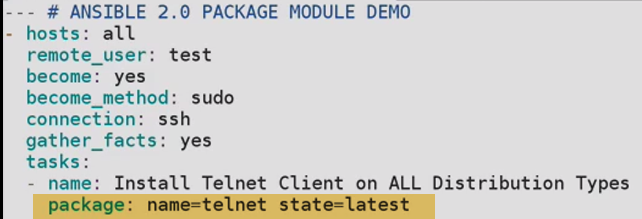 --- # ANSIBLE 2.0 PACKAGE MODULE DEMO
- hosts: all
  remote_user: test
  become: yes
  become_method: sudo
  connection: ssh
  gather_facts: yes
  tasks:
  - name: Install Telnet Client on ALL Distribution Types
    package: name=telnet state=latest